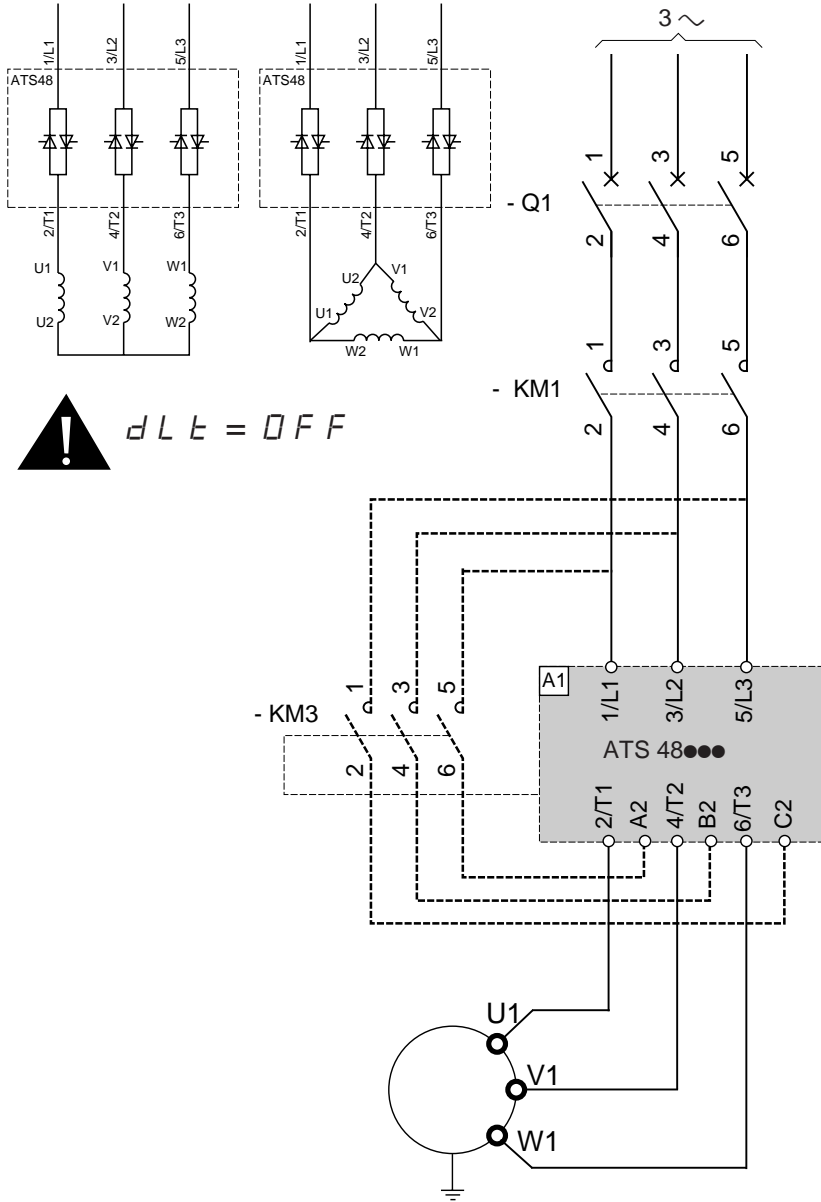 1/L1 3/L2 5/L3
ATS48
2/T1 4/T2 6/T3
U1 V1 W1
U2 V2 W2
1/L1 3/L2 5/L3
ATS48
2/T1 4/T2 6/T3
U2 V1
U1 V2
W2 W1
dLt = OFF
3 ~
1 3 5
- Q1
2 4 6
1 3 5
- KM1
2 4 6
1 3 5
- KM3
2 4 6
A1
1/L1 3/L2 5/L3
ATS 48●●●
2/T1 A2 4/T2 B2 6/T3 C2
U1
V1
W1